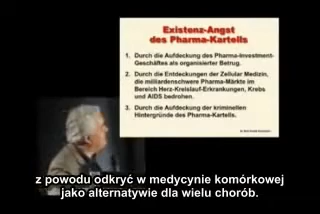 Existenz-Angst
des Pharma-Kartells
1. Durch die Aufdeckung des Pharma-Investment-
Geschäftes als organisierter Betrug.
2. Durch die Entdeckungen der Zellular Medizin,
die milliardenschwere Pharma-Märkte im
Bereich Herz-Kreislauf-Erkrankungen, Krebs
und AIDS bedrohen.
3. Durch die Aufdeckung der kriminellen
Hintergründe des Pharma-Kartells.
z powodu odkryć w medycynie komórkowej
jako alternatywie dla wielu chorób.